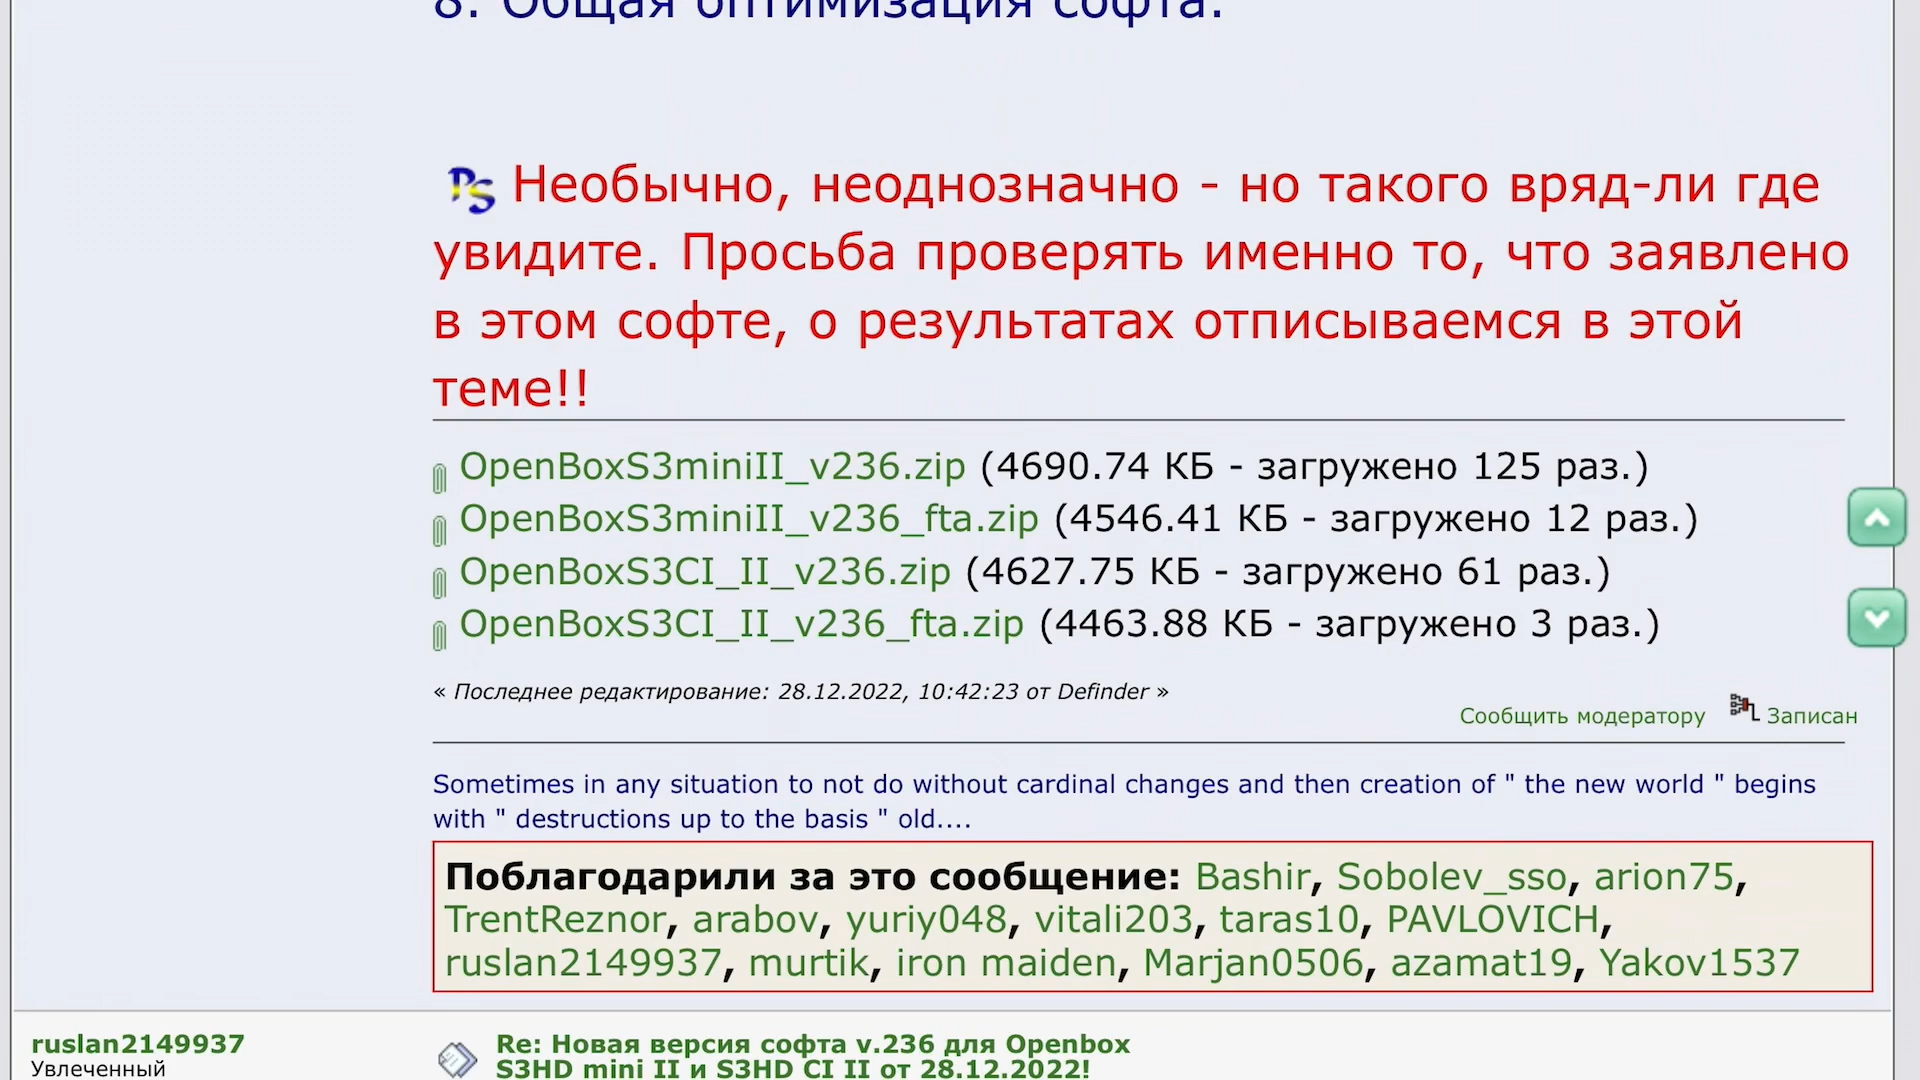 8. Общая оптимизация софта.
PS Необычно, неоднозначно - но такого вряд-ли где
увидите. Просьба проверять именно то, что заявлено
в этом софте, о результатах отписываемся в этой
теме!!
OpenBoxS3miniII_v236.zip (4690.74 КБ - загружено 125 раз.)
OpenBoxS3miniII_v236_fta.zip (4546.41 КБ - загружено 12 раз.)
OpenBoxS3CI_II_v236.zip (4627.75 КБ - загружено 61 раз.)
OpenBoxS3CI_II_v236_fta.zip (4463.88 КБ - загружено 3 раз.)
« Последнее редактирование: 28.12.2022, 10:42:23 от Definder »
Сообщить модератору Записан
Sometimes in any situation to not do without cardinal changes and then creation of " the new world " begins
with " destructions up to the basis " old....
Поблагодарили за это сообщение: Bashir, Sobolev_sso, arion75,
TrentReznor, arabov, yuriy048, vitali203, taras10, PAVLOVICH,
ruslan2149937, murtik, iron maiden, Marjan0506, azamat19, Yakov1537
ruslan2149937
Увлеченный
Re: Новая версия софта v.236 для Openbox
S3HD mini II и S3HD CI II от 28.12.2022!